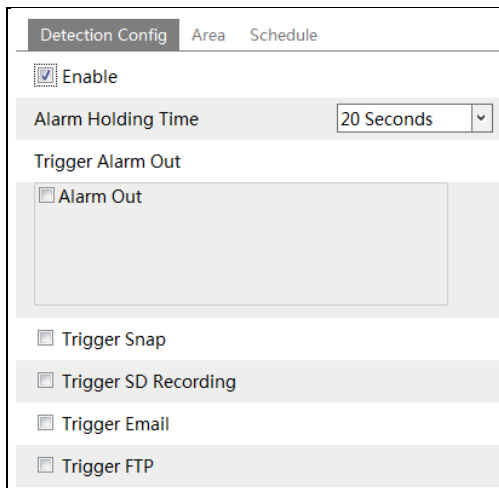 Detection Config Area Schedule
Enable
Alarm Holding Time 20 Seconds
Trigger Alarm Out
Alarm Out
Trigger Snap
Trigger SD Recording
Trigger Email
Trigger FTP